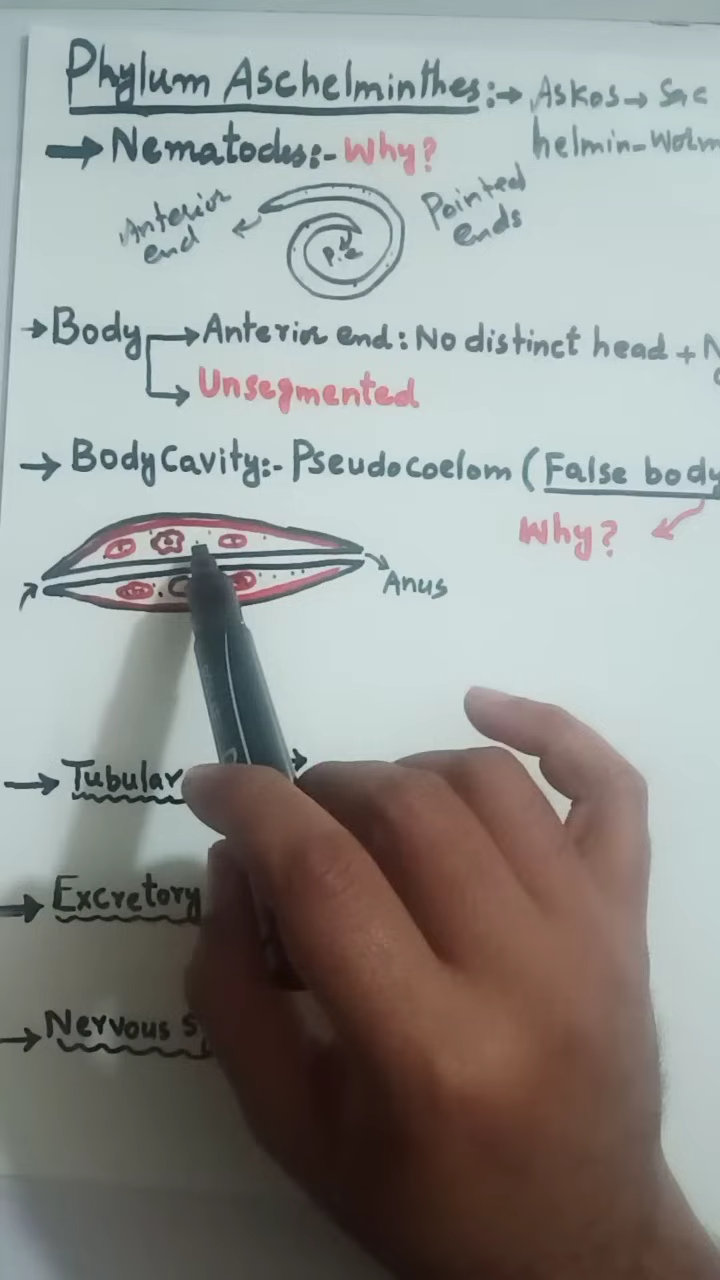 Phylum Aschelminthes:→ Askos→ Sac
helmin-Worm
→ Nematodes:- Why?
Anterior end
Pointed ends
P.e
→Body→Anterior end: No distinct head +
→Unsegmented
→ Body Cavity:- Pseudocoelom (False body
Why?
Anus
→ Tubular
→ Excretory
→ Nervous s